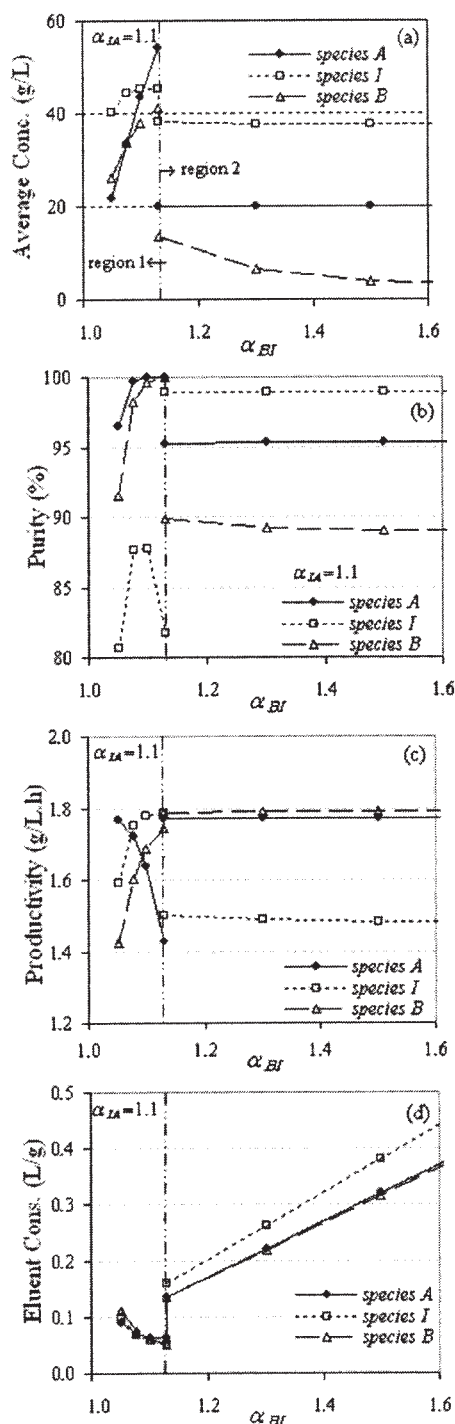 α_IA=1.1 (a)
species A
species I
species B
region 2
region 1
Average Conc. (g/L)
60
40
20
0
1.0 1.2 1.4 1.6
α_BI
(b)
Purity (%)
100
95
90
85
80
α_IA=1.1
species A
species I
species B
1.0 1.2 1.4 1.6
α_BI
α_IA=1.1 (c)
Productivity (g/L.h)
2.0
1.8
1.6
1.4
1.2
species A
species I
species B
1.0 1.2 1.4 1.6
α_BI
α_IA=1.1 (d)
Eluent Cons. (L/g)
0.5
0.4
0.3
0.2
0.1
0.0
species A
species I
species B
1.0 1.2 1.4 1.6
α_BI